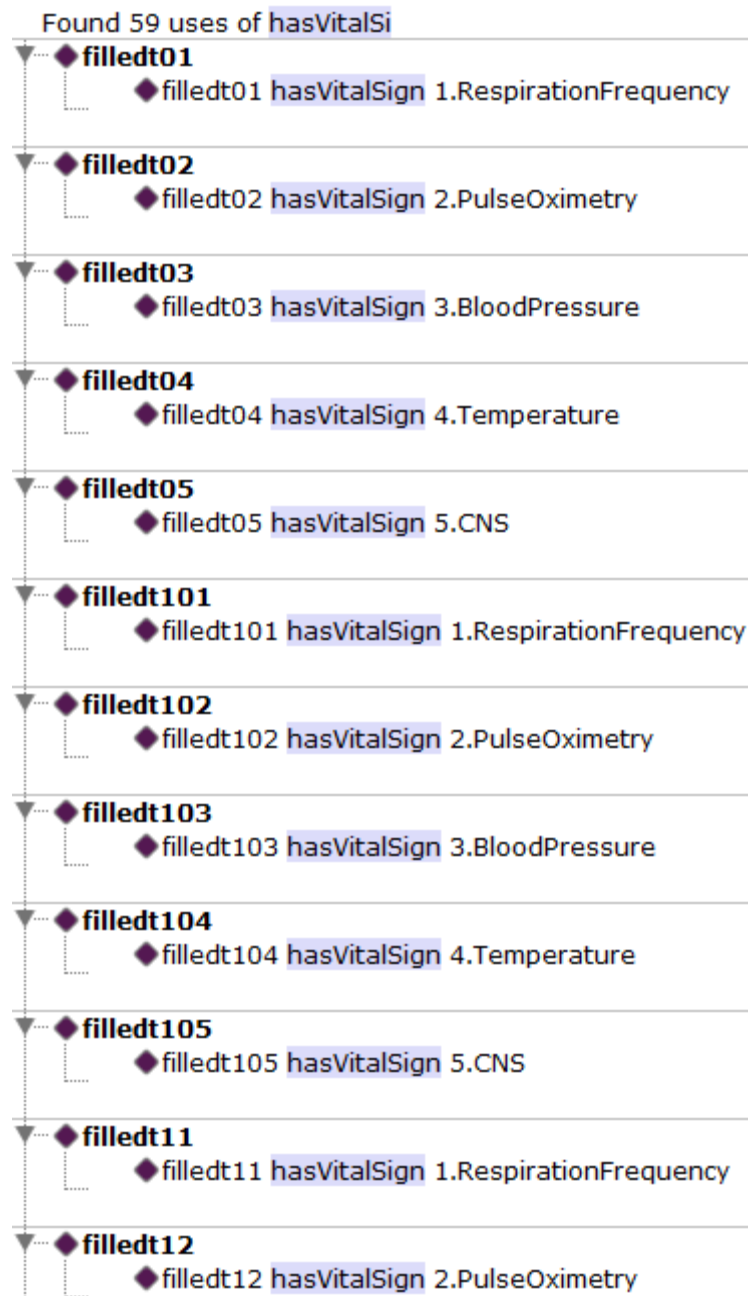 Found 59 uses of hasVitalSi
filledt01
filledt01 hasVitalSign 1.RespirationFrequency
filledt02
filledt02 hasVitalSign 2.PulseOximetry
filledt03
filledt03 hasVitalSign 3.BloodPressure
filledt04
filledt04 hasVitalSign 4.Temperature
filledt05
filledt05 hasVitalSign 5.CNS
filledt101
filledt101 hasVitalSign 1.RespirationFrequency
filledt102
filledt102 hasVitalSign 2.PulseOximetry
filledt103
filledt103 hasVitalSign 3.BloodPressure
filledt104
filledt104 hasVitalSign 4.Temperature
filledt105
filledt105 hasVitalSign 5.CNS
filledt11
filledt11 hasVitalSign 1.RespirationFrequency
filledt12
filledt12 hasVitalSign 2.PulseOximetry